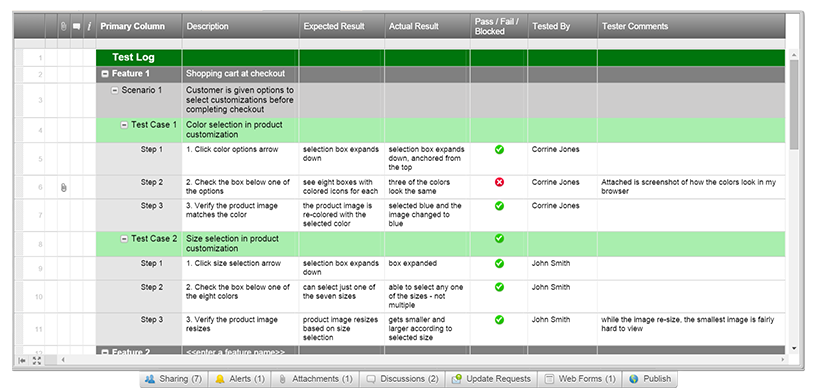 i Primary Column Description Expected Result Actual Result Pass / Fail / Blocked Tested By Tester Comments
1 Test Log
2 Feature 1 Shopping cart at checkout
3 Scenario 1 Customer is given options to
select customizations before
completing checkout
4 Test Case 1 Color selection in product
customization
5 Step 1 1. Click color options arrow selection box expands
down selection box expands
down, anchored from
the top Corrine Jones
6 Step 2 2. Check the box below one of
the options see eight boxes with
colored icons for each three of the colors
look the same Corrine Jones Attached is screenshot of how the colors look in my
browser
7 Step 3 3. Verify the product image
matches the color the product image is
re-colored with the
selected color selected blue and the
image changed to
blue Corrine Jones
8 Test Case 2 Size selection in product
customization
9 Step 1 1. Click size selection arrow selection box expands
down box expanded John Smith
10 Step 2 2. Check the box below one of
the eight colors can select just one of
the seven sizes able to select any one
of the sizes - not
multiple John Smith
11 Step 3 3. Verify the product image
resizes product image resizes
based on size
selection gets smaller and
larger according to
selected size John Smith while the image re-size, the smallest image is fairly
hard to view
12 Feature 2 <<enter a feature name>>
Sharing (7) Alerts (1) Attachments (1) Discussions (2) Update Requests Web Forms (1) Publish